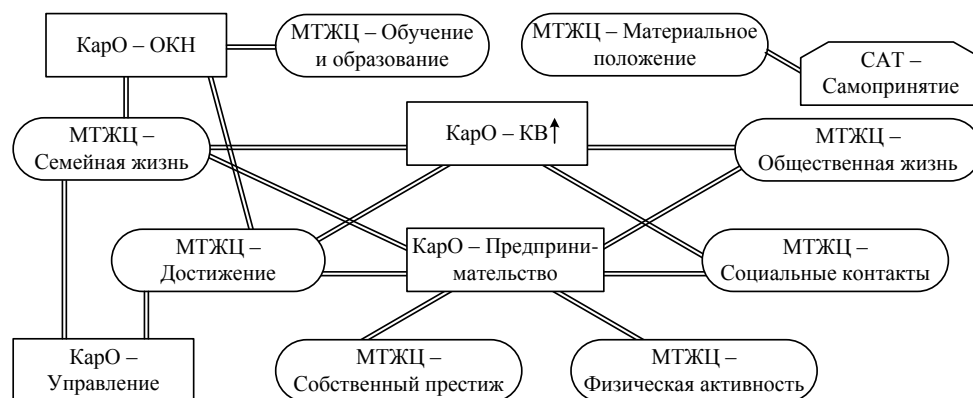 КарО – ОКН
МТЖЦ – Обучение
и образование
МТЖЦ – Материальное
положение
САТ –
Самопринятие
МТЖЦ –
Семейная жизнь
КарО – КВ↑
МТЖЦ –
Общественная жизнь
МТЖЦ –
Достижение
КарО – Предприни-
мательство
МТЖЦ –
Социальные контакты
КарО –
Управление
МТЖЦ –
Собственный престиж
МТЖЦ –
Физическая активность